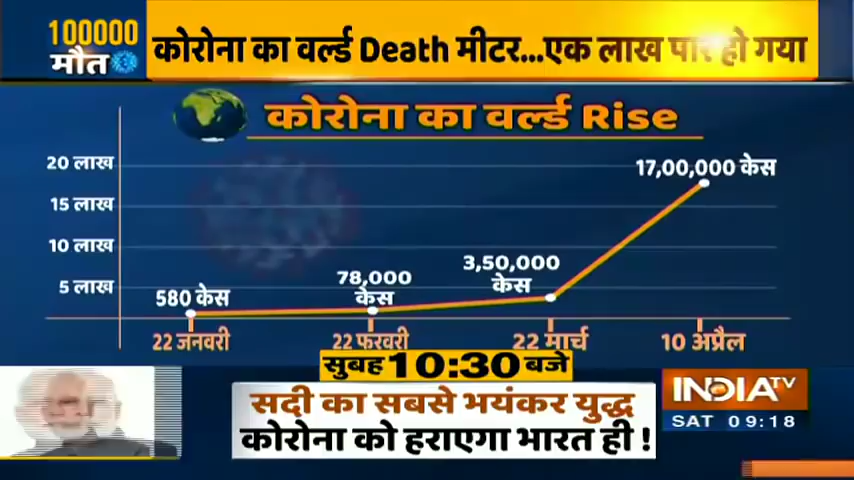 100000
मौत
कोरोना का वर्ल्ड Death मीटर...एक लाख पार हो गया
कोरोना का वर्ल्ड Rise
20 लाख
15 लाख
10 लाख
5 लाख
580 केस
78,000
केस
3,50,000
केस
17,00,000 केस
22 जनवरी
22 फरवरी
22 मार्च
10 अप्रैल
सुबह 10:30 बजे
सदी का सबसे भयंकर युद्ध
कोरोना को हराएगा भारत ही !
INDIA TV
SAT 09:18